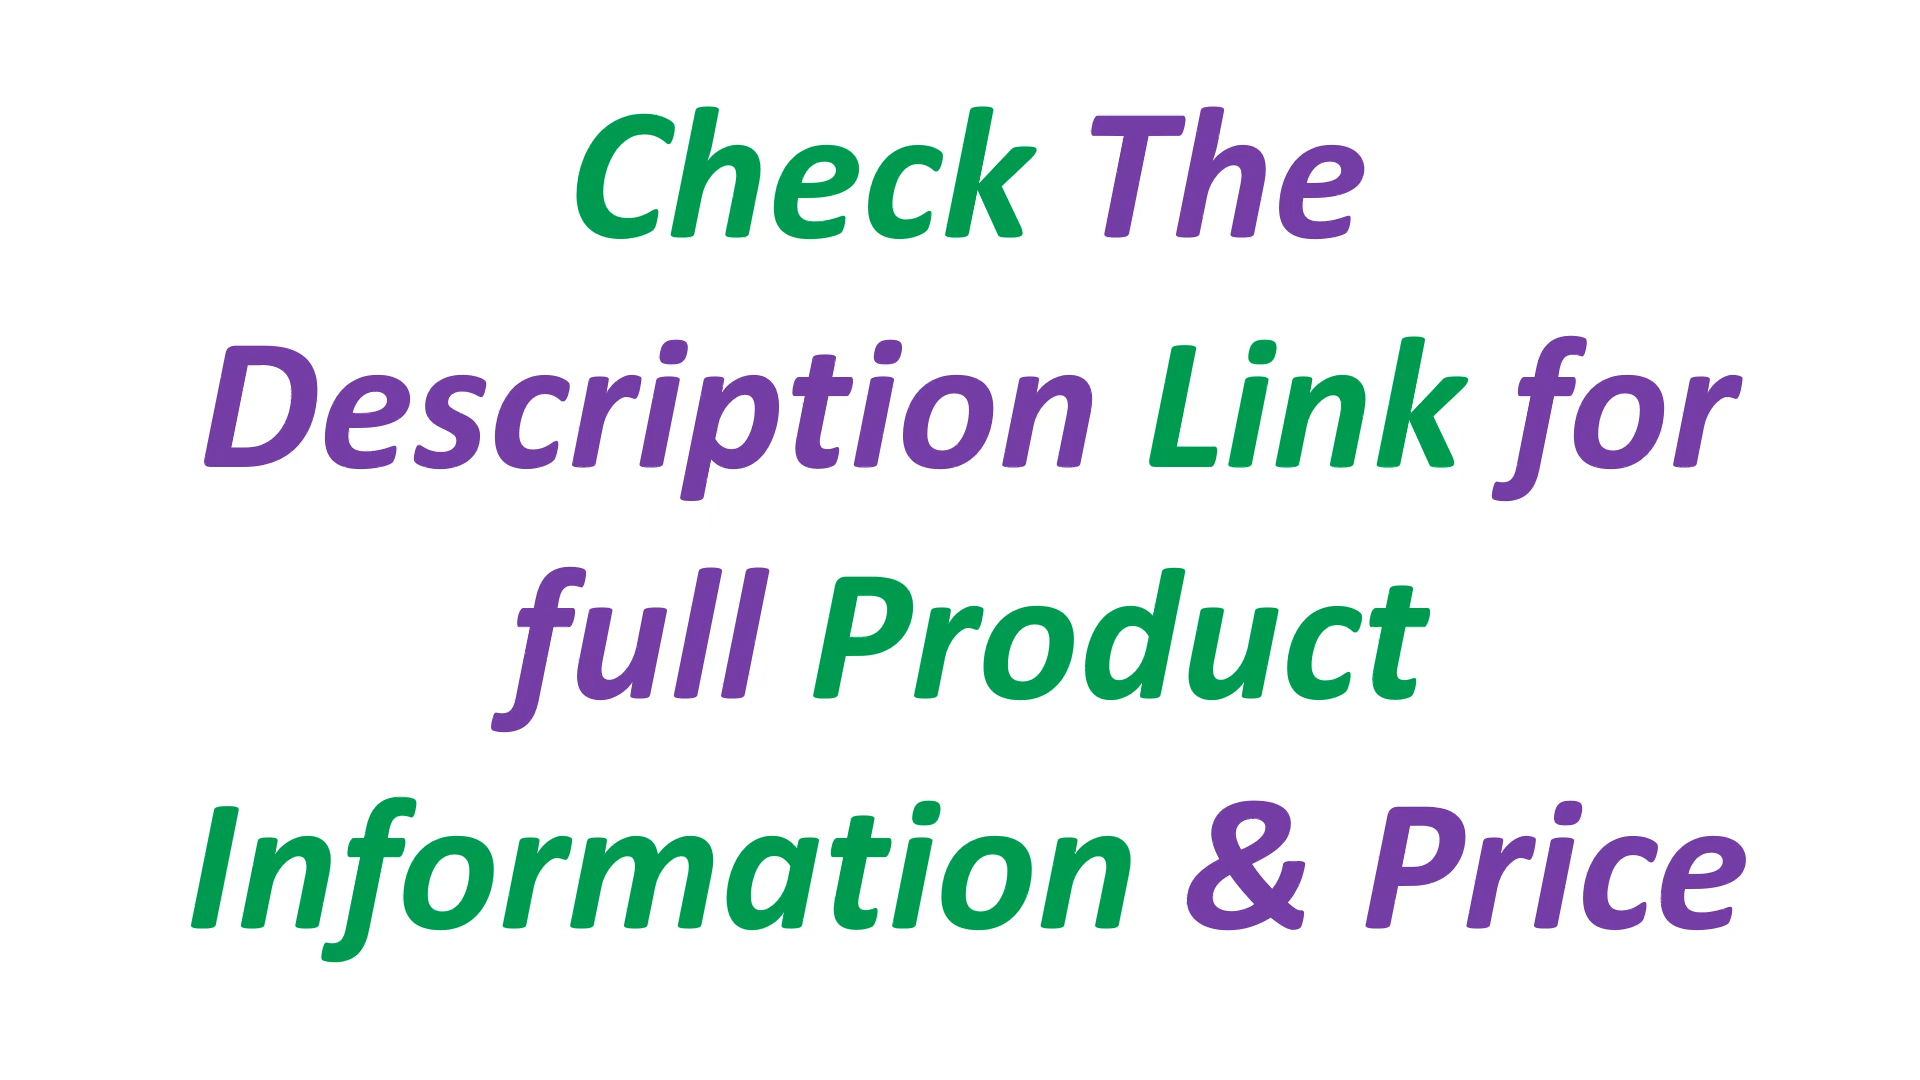 Check The
Description Link for
full Product
Information & Price